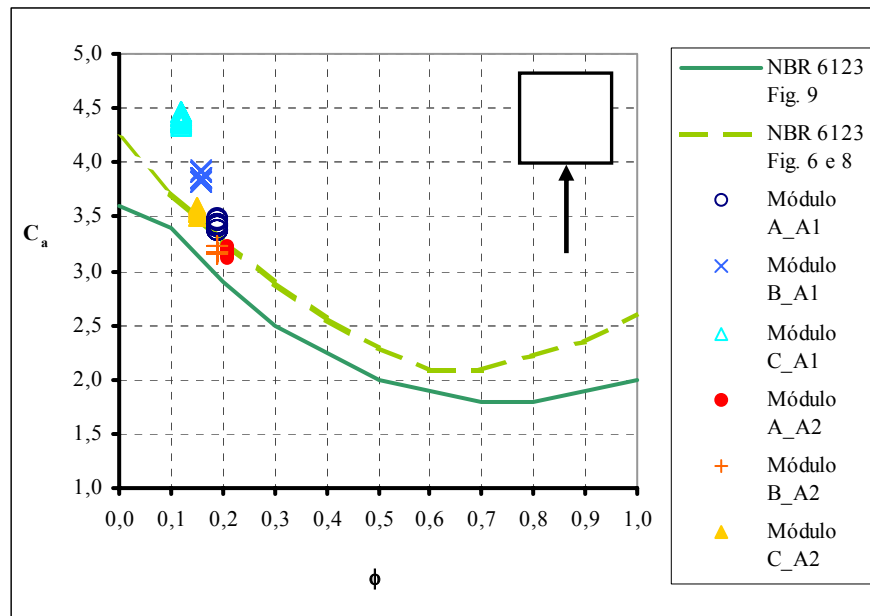 5,0
4,5
4,0
3,5
3,0
2,5
2,0
1,5
1,0
C a
0,0 0,1 0,2 0,3 0,4 0,5 0,6 0,7 0,8 0,9 1,0
ϕ
NBR 6123
Fig. 9
NBR 6123
Fig. 6 e 8
Módulo
A_A1
Módulo
B_A1
Módulo
C_A1
Módulo
A_A2
Módulo
B_A2
Módulo
C_A2